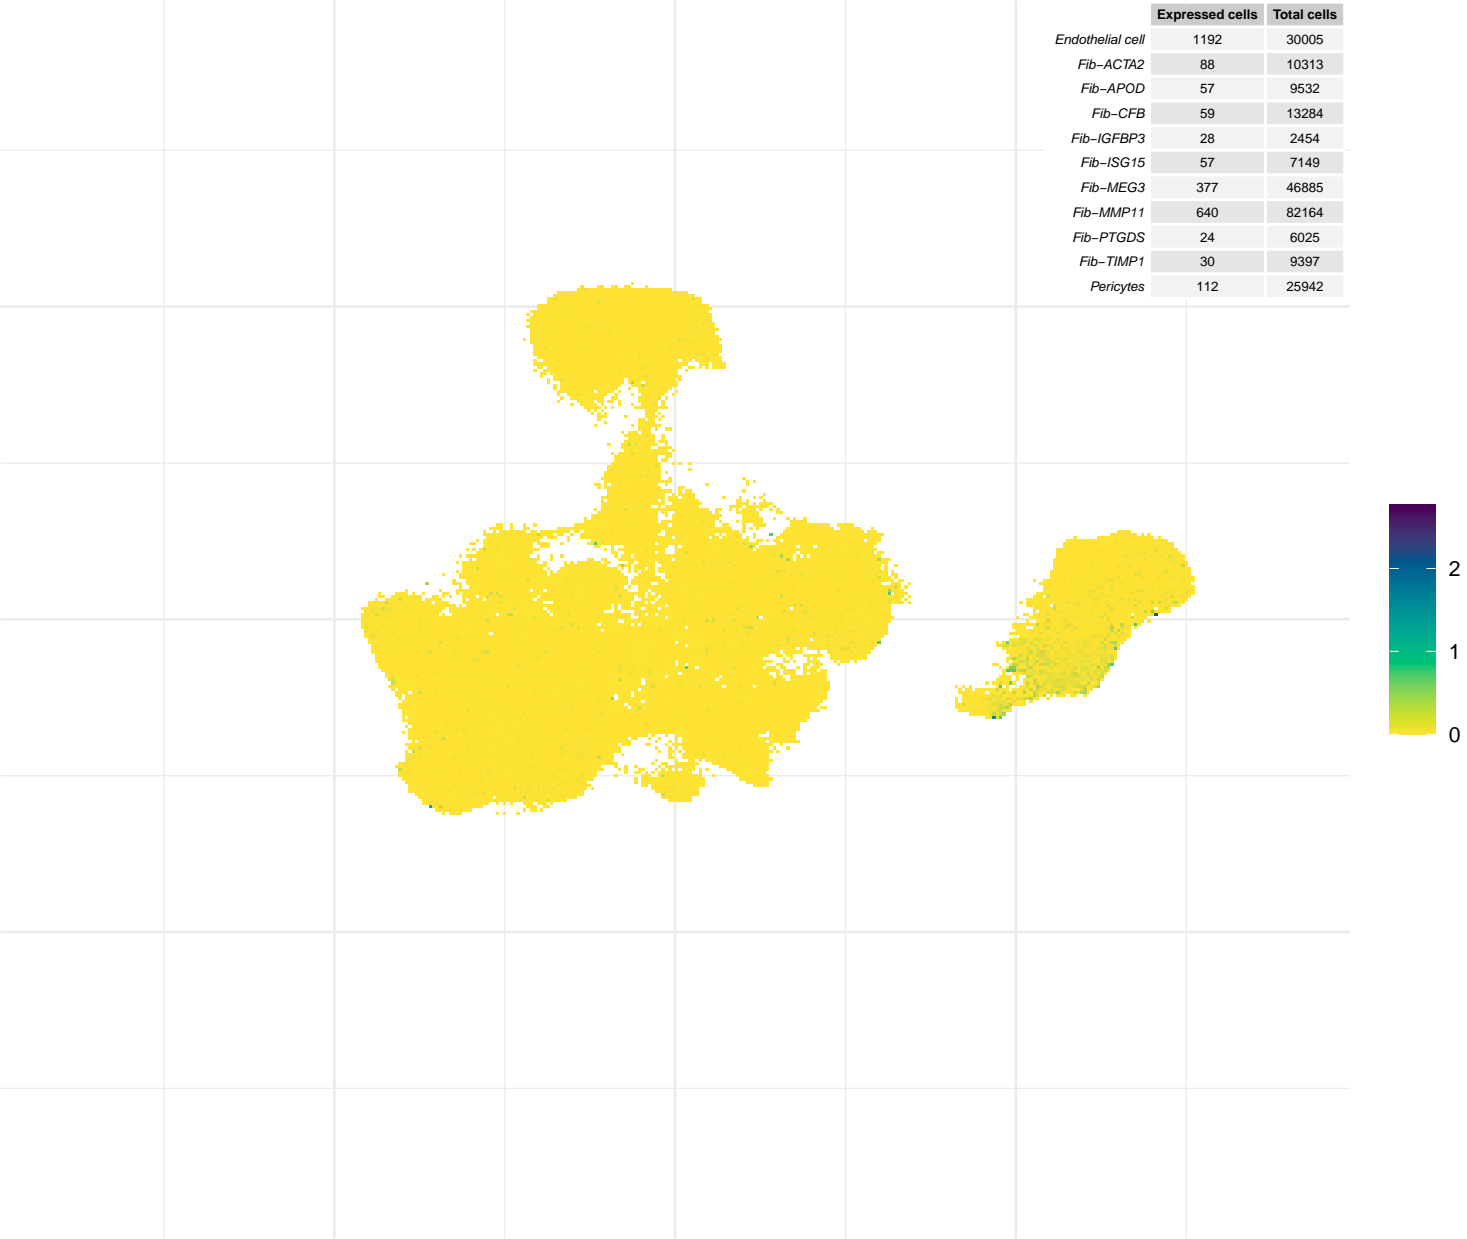 Expressed cells Total cells
Endothelial cell 1192 30005
Fib−ACTA2 88 10313
Fib−APOD 57 9532
Fib−CFB 59 13284
Fib−IGFBP3 28 2454
Fib−ISG15 57 7149
Fib−MEG3 377 46885
Fib−MMP11 640 82164
Fib−PTGDS 24 6025
Fib−TIMP1 30 9397
Pericytes 112 25942
2
1
0